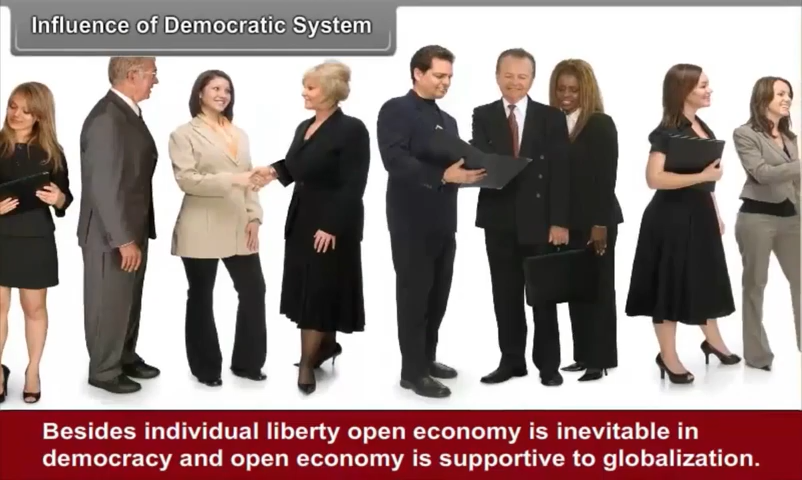 Influence of Democratic System
Besides individual liberty open economy is inevitable in
democracy and open economy is supportive to globalization.